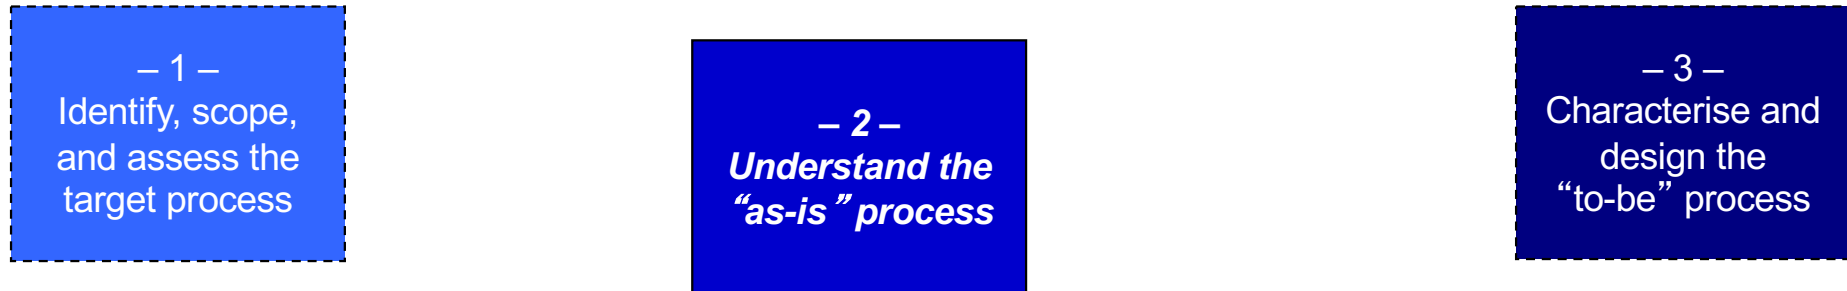 – 1 –
Identify, scope,
and assess the
target process
– 2 –
Understand the
“as-is” process
– 3 –
Characterise and
design the
“to-be” process